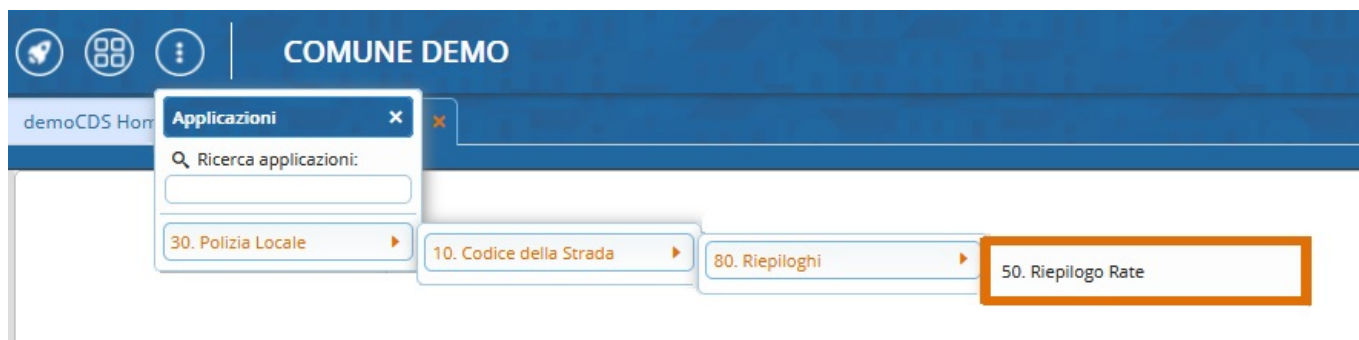 COMUNE DEMO
demoCDS Hom
Applicazioni
Ricerca applicazioni:
30. Polizia Locale
10. Codice della Strada
80. Riepiloghi
50. Riepilogo Rate